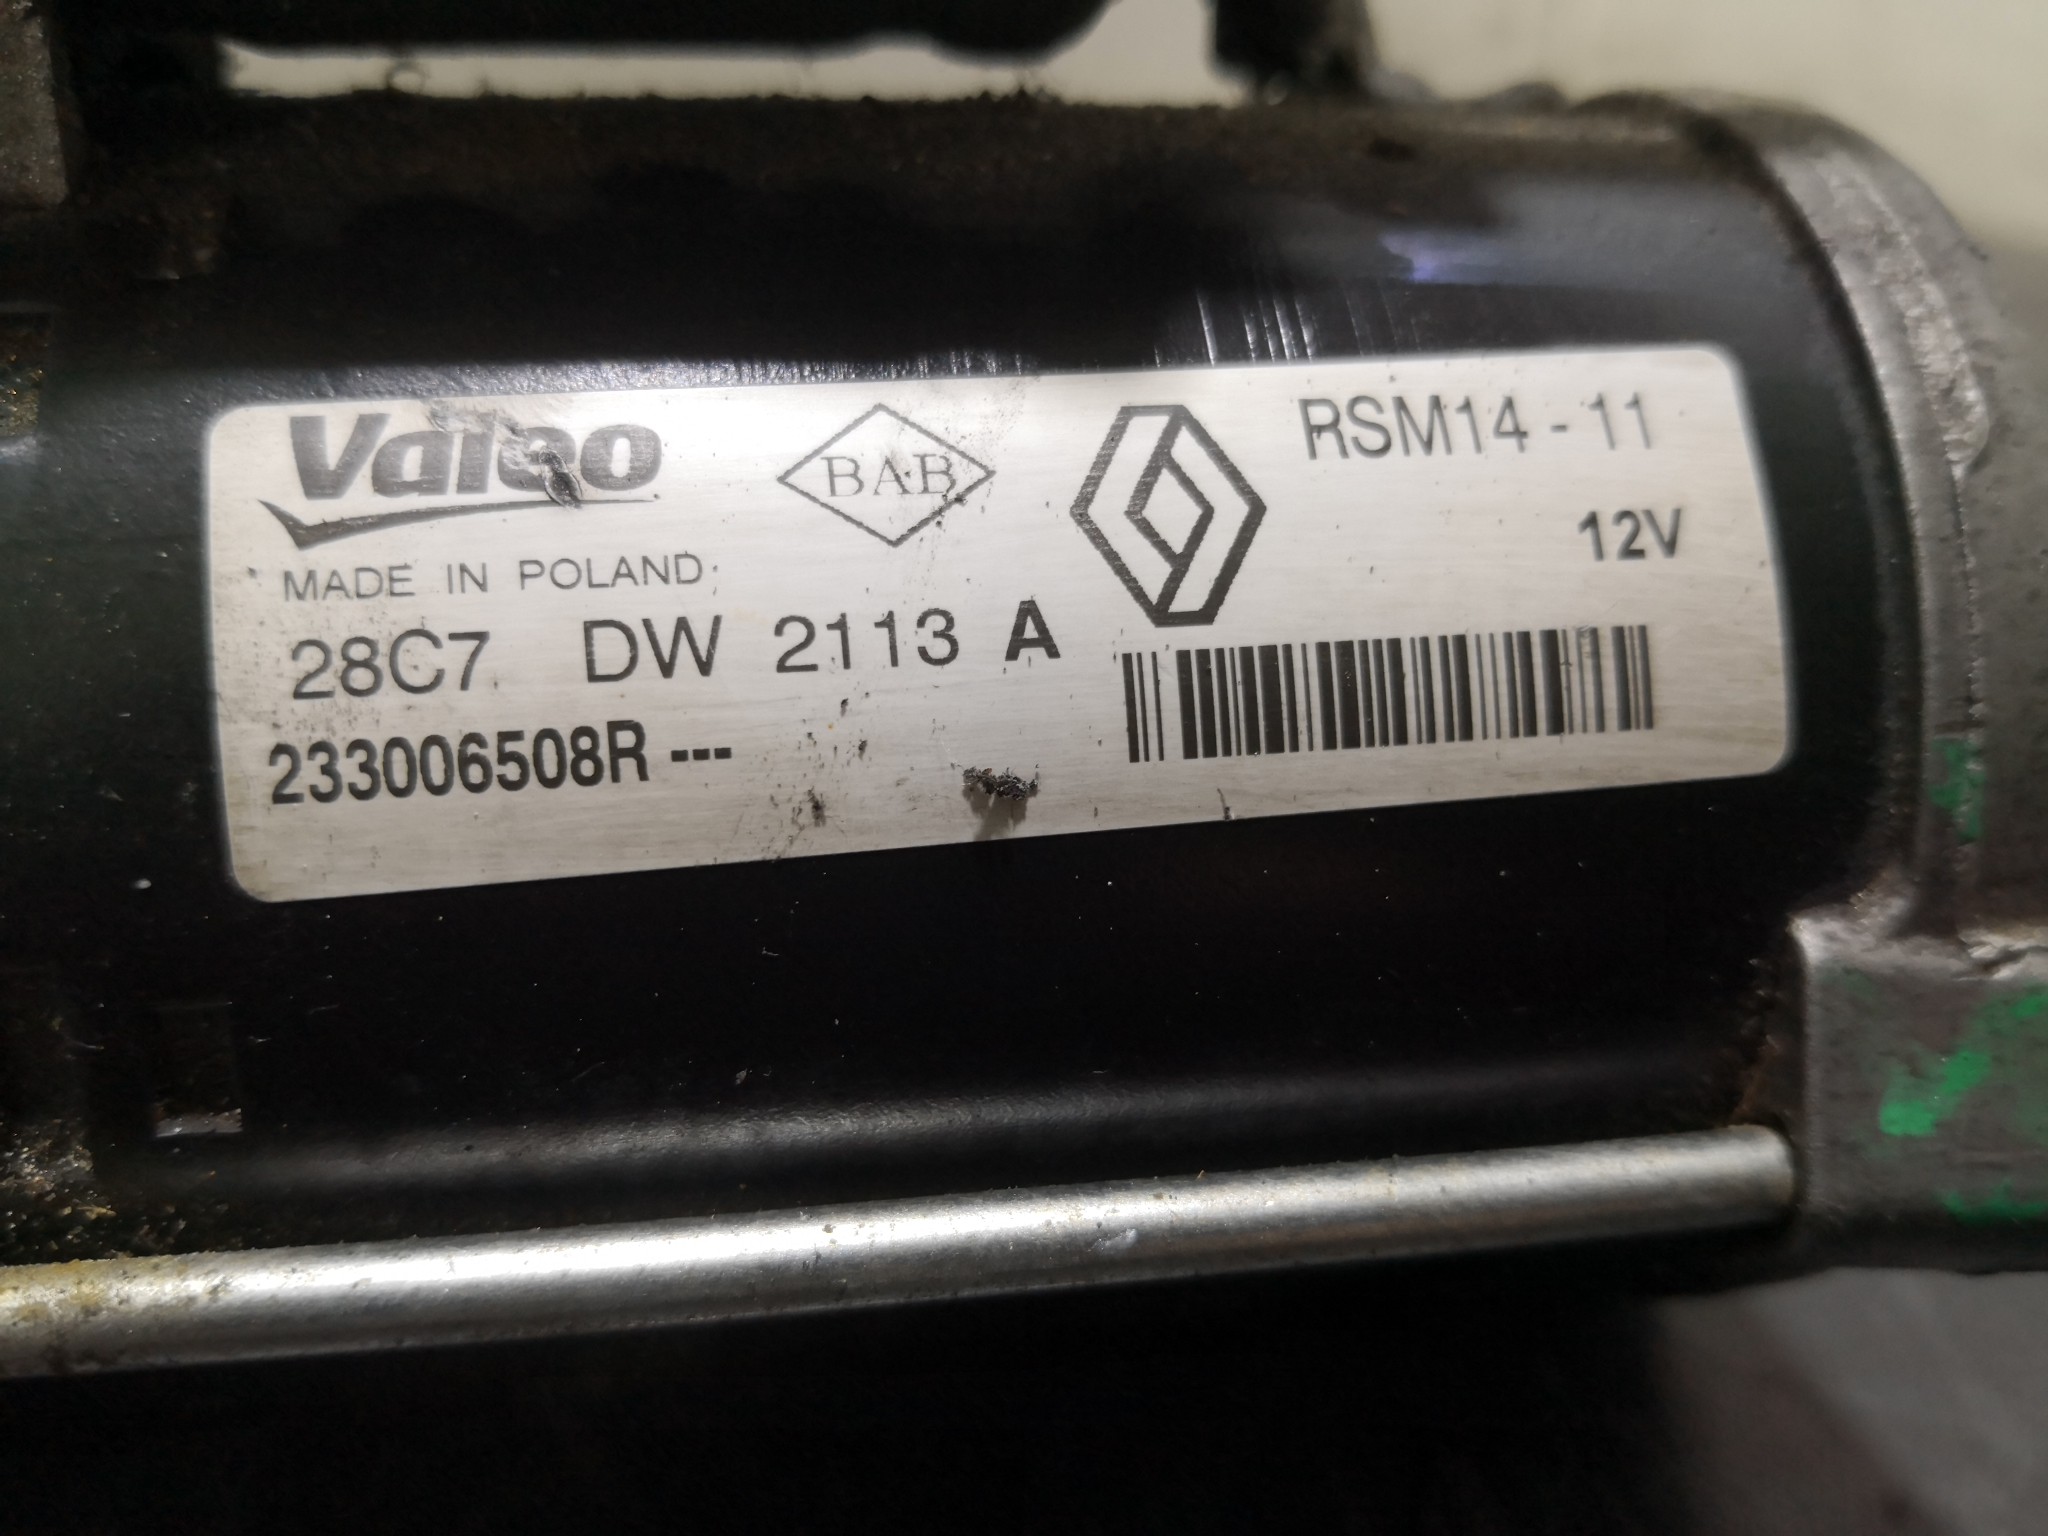 Valeo
BAB
RSM14 - 11
12V
MADE IN POLAND
28C7 DW 2113 A
233006508R ---